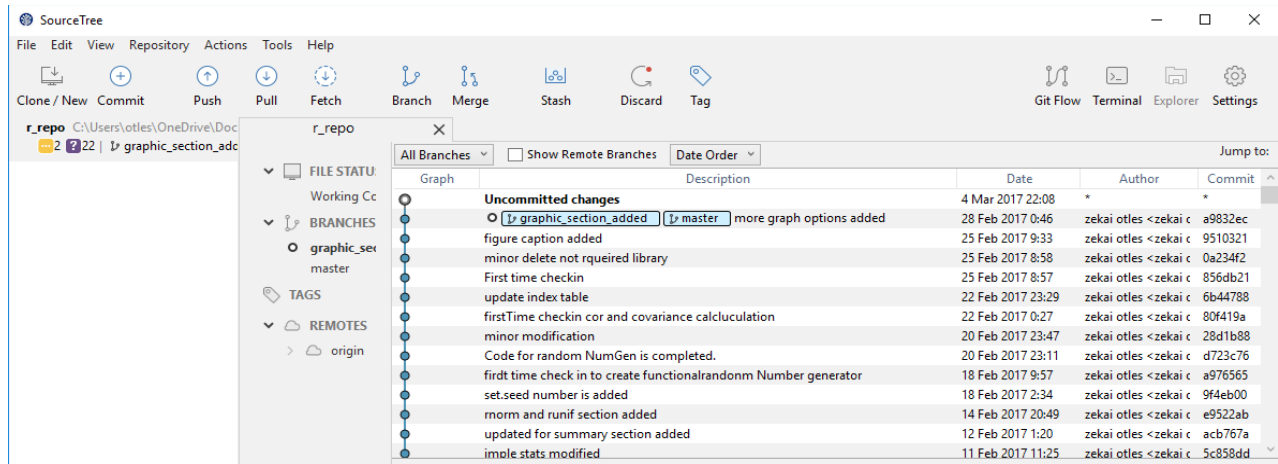 SourceTree
File Edit View Repository Actions Tools Help
Clone / New Commit Push Pull Fetch Branch Merge Stash Discard Tag Git Flow Terminal Explorer Settings
r_repo C:\Users\otles\OneDrive\Doc
2 ? 22 | graphic_section_adc
r_repo
FILE STATU
Working Cc
BRANCHES
graphic_sec
master
TAGS
REMOTES
origin
All Branches Show Remote Branches Date Order Jump to:
Graph Description Date Author Commit
Uncommitted changes 4 Mar 2017 22:08 * *
graphic_section_added master more graph options added 28 Feb 2017 0:46 zekai otles <zekai c a9832ec
figure caption added 25 Feb 2017 9:33 zekai otles <zekai c 9510321
minor delete not rqueired library 25 Feb 2017 8:58 zekai otles <zekai c 0a234f2
First time checkin 25 Feb 2017 8:57 zekai otles <zekai c 856db21
update index table 22 Feb 2017 23:29 zekai otles <zekai c 6b44788
firstTime checkin cor and covariance calcluculation 22 Feb 2017 0:27 zekai otles <zekai c 80f419a
minor modification 20 Feb 2017 23:47 zekai otles <zekai c 28d1b88
Code for random NumGen is completed. 20 Feb 2017 23:11 zekai otles <zekai c d723c76
firdt time check in to create functionalrandonm Number generator 18 Feb 2017 9:57 zekai otles <zekai c a976565
set.seed number is added 18 Feb 2017 2:34 zekai otles <zekai c 9f4eb00
rnorm and runif section added 14 Feb 2017 20:49 zekai otles <zekai c e9522ab
updated for summary section added 12 Feb 2017 1:20 zekai otles <zekai c acb767a
imple stats modified 11 Feb 2017 11:25 zekai otles <zekai c 5c858dd